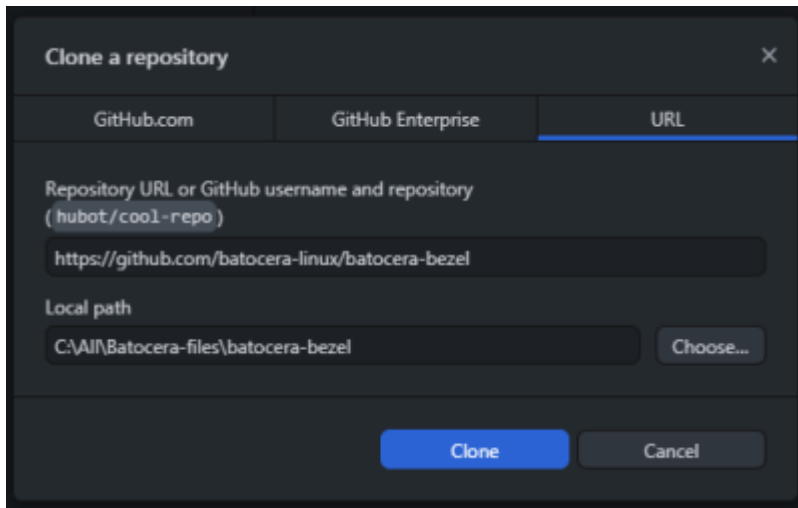 Clone a repository
GitHub.com GitHub Enterprise URL
Repository URL or GitHub username and repository
(hubot/cool-repo)
https://github.com/batocera-linux/batocera-bezel
Local path
C:\All\Batocera-files\batocera-bezel Choose...
Clone Cancel